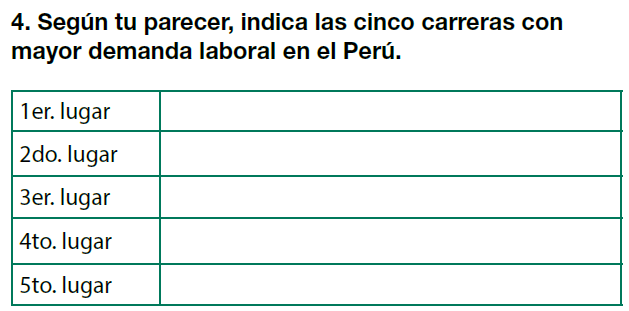 4. Según tu parecer, indica las cinco carreras con
mayor demanda laboral en el Perú.
1er. lugar
2do. lugar
3er. lugar
4to. lugar
5to. lugar